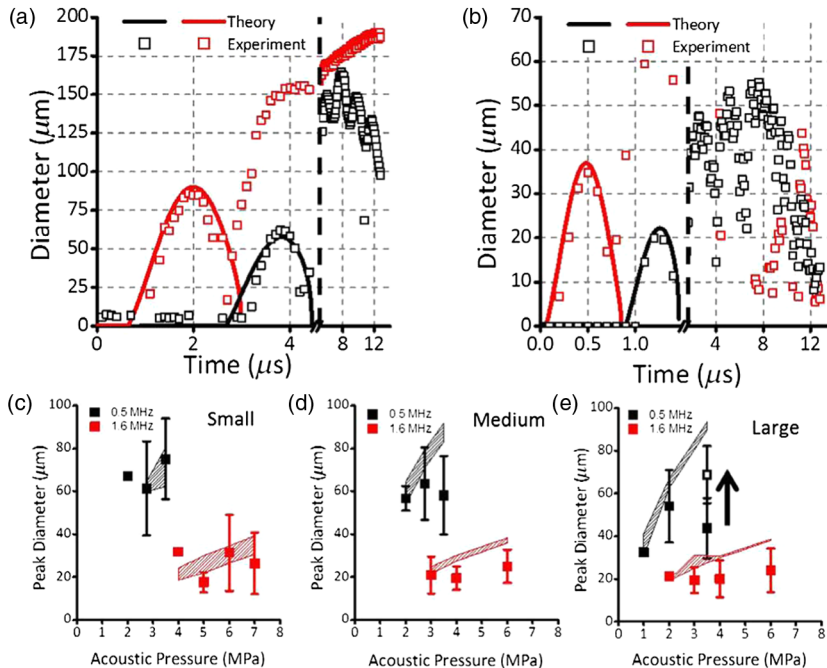 (a)
Theory
Experiment
200
175
150
125
100
75
50
25
0
Diameter (μm)
0 2 4 8 12
Time (μs)
(b)
Theory
Experiment
70
60
50
40
30
20
10
0
Diameter (μm)
0.0 0.5 1.0 4 8 12
Time (μs)
(c)
0.5 MHz
1.6 MHz
Small
100
80
60
40
20
0
Peak Diameter (μm)
0 1 2 3 4 5 6 7 8
Acoustic Pressure (MPa)
(d)
0.5 MHz
1.6 MHz
Medium
100
80
60
40
20
0
Peak Diameter (μm)
0 1 2 3 4 5 6 7 8
Acoustic Pressure (MPa)
(e)
0.5 MHz
1.6 MHz
Large
100
80
60
40
20
0
Peak Diameter (μm)
0 1 2 3 4 5 6 7 8
Acoustic Pressure (MPa)